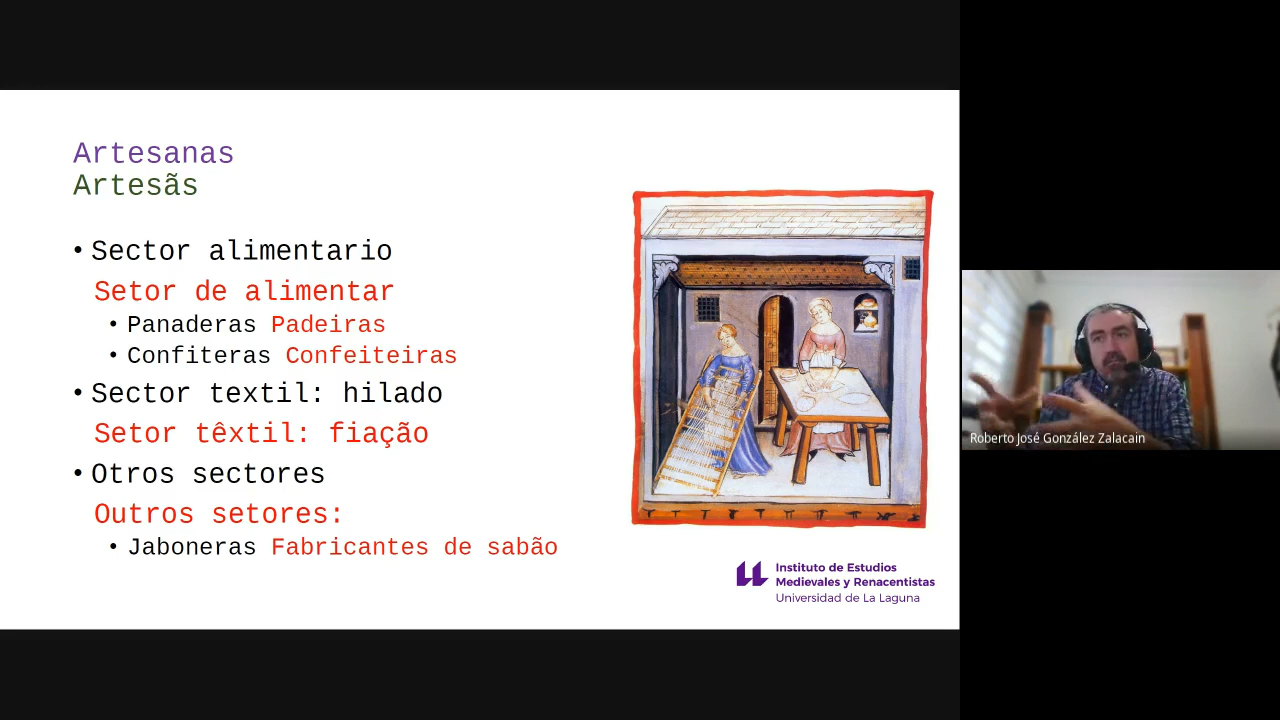 Artesanas
Artesãs
• Sector alimentario
Setor de alimentar
• Panaderas Padeiras
• Confiteras Confeiteiras
• Sector textil: hilado
Setor têxtil: fiação
• Otros sectores
Outros setores:
• Jaboneras Fabricantes de sabão
Instituto de Estudios
Medievales y Renacentistas
Universidad de La Laguna
Roberto José González Zalacain